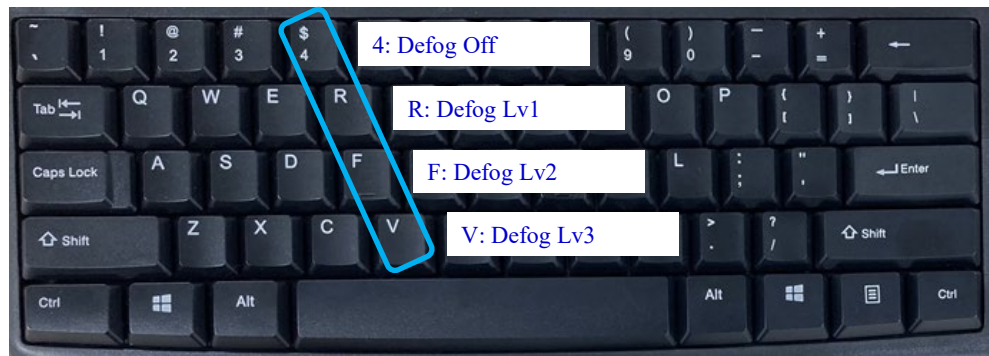 ~ ! @ # $ 4: Defog Off ( ) — +
` 1 2 3 4 9 0 – =
Tab Q W E R R: Defog Lv1 O P { } |
[ ] \
Caps Lock A S D F F: Defog Lv2 L : " Enter
; '
Shift Z X C V V: Defog Lv3 > ? Shift
. /
Ctrl Alt Alt Ctrl